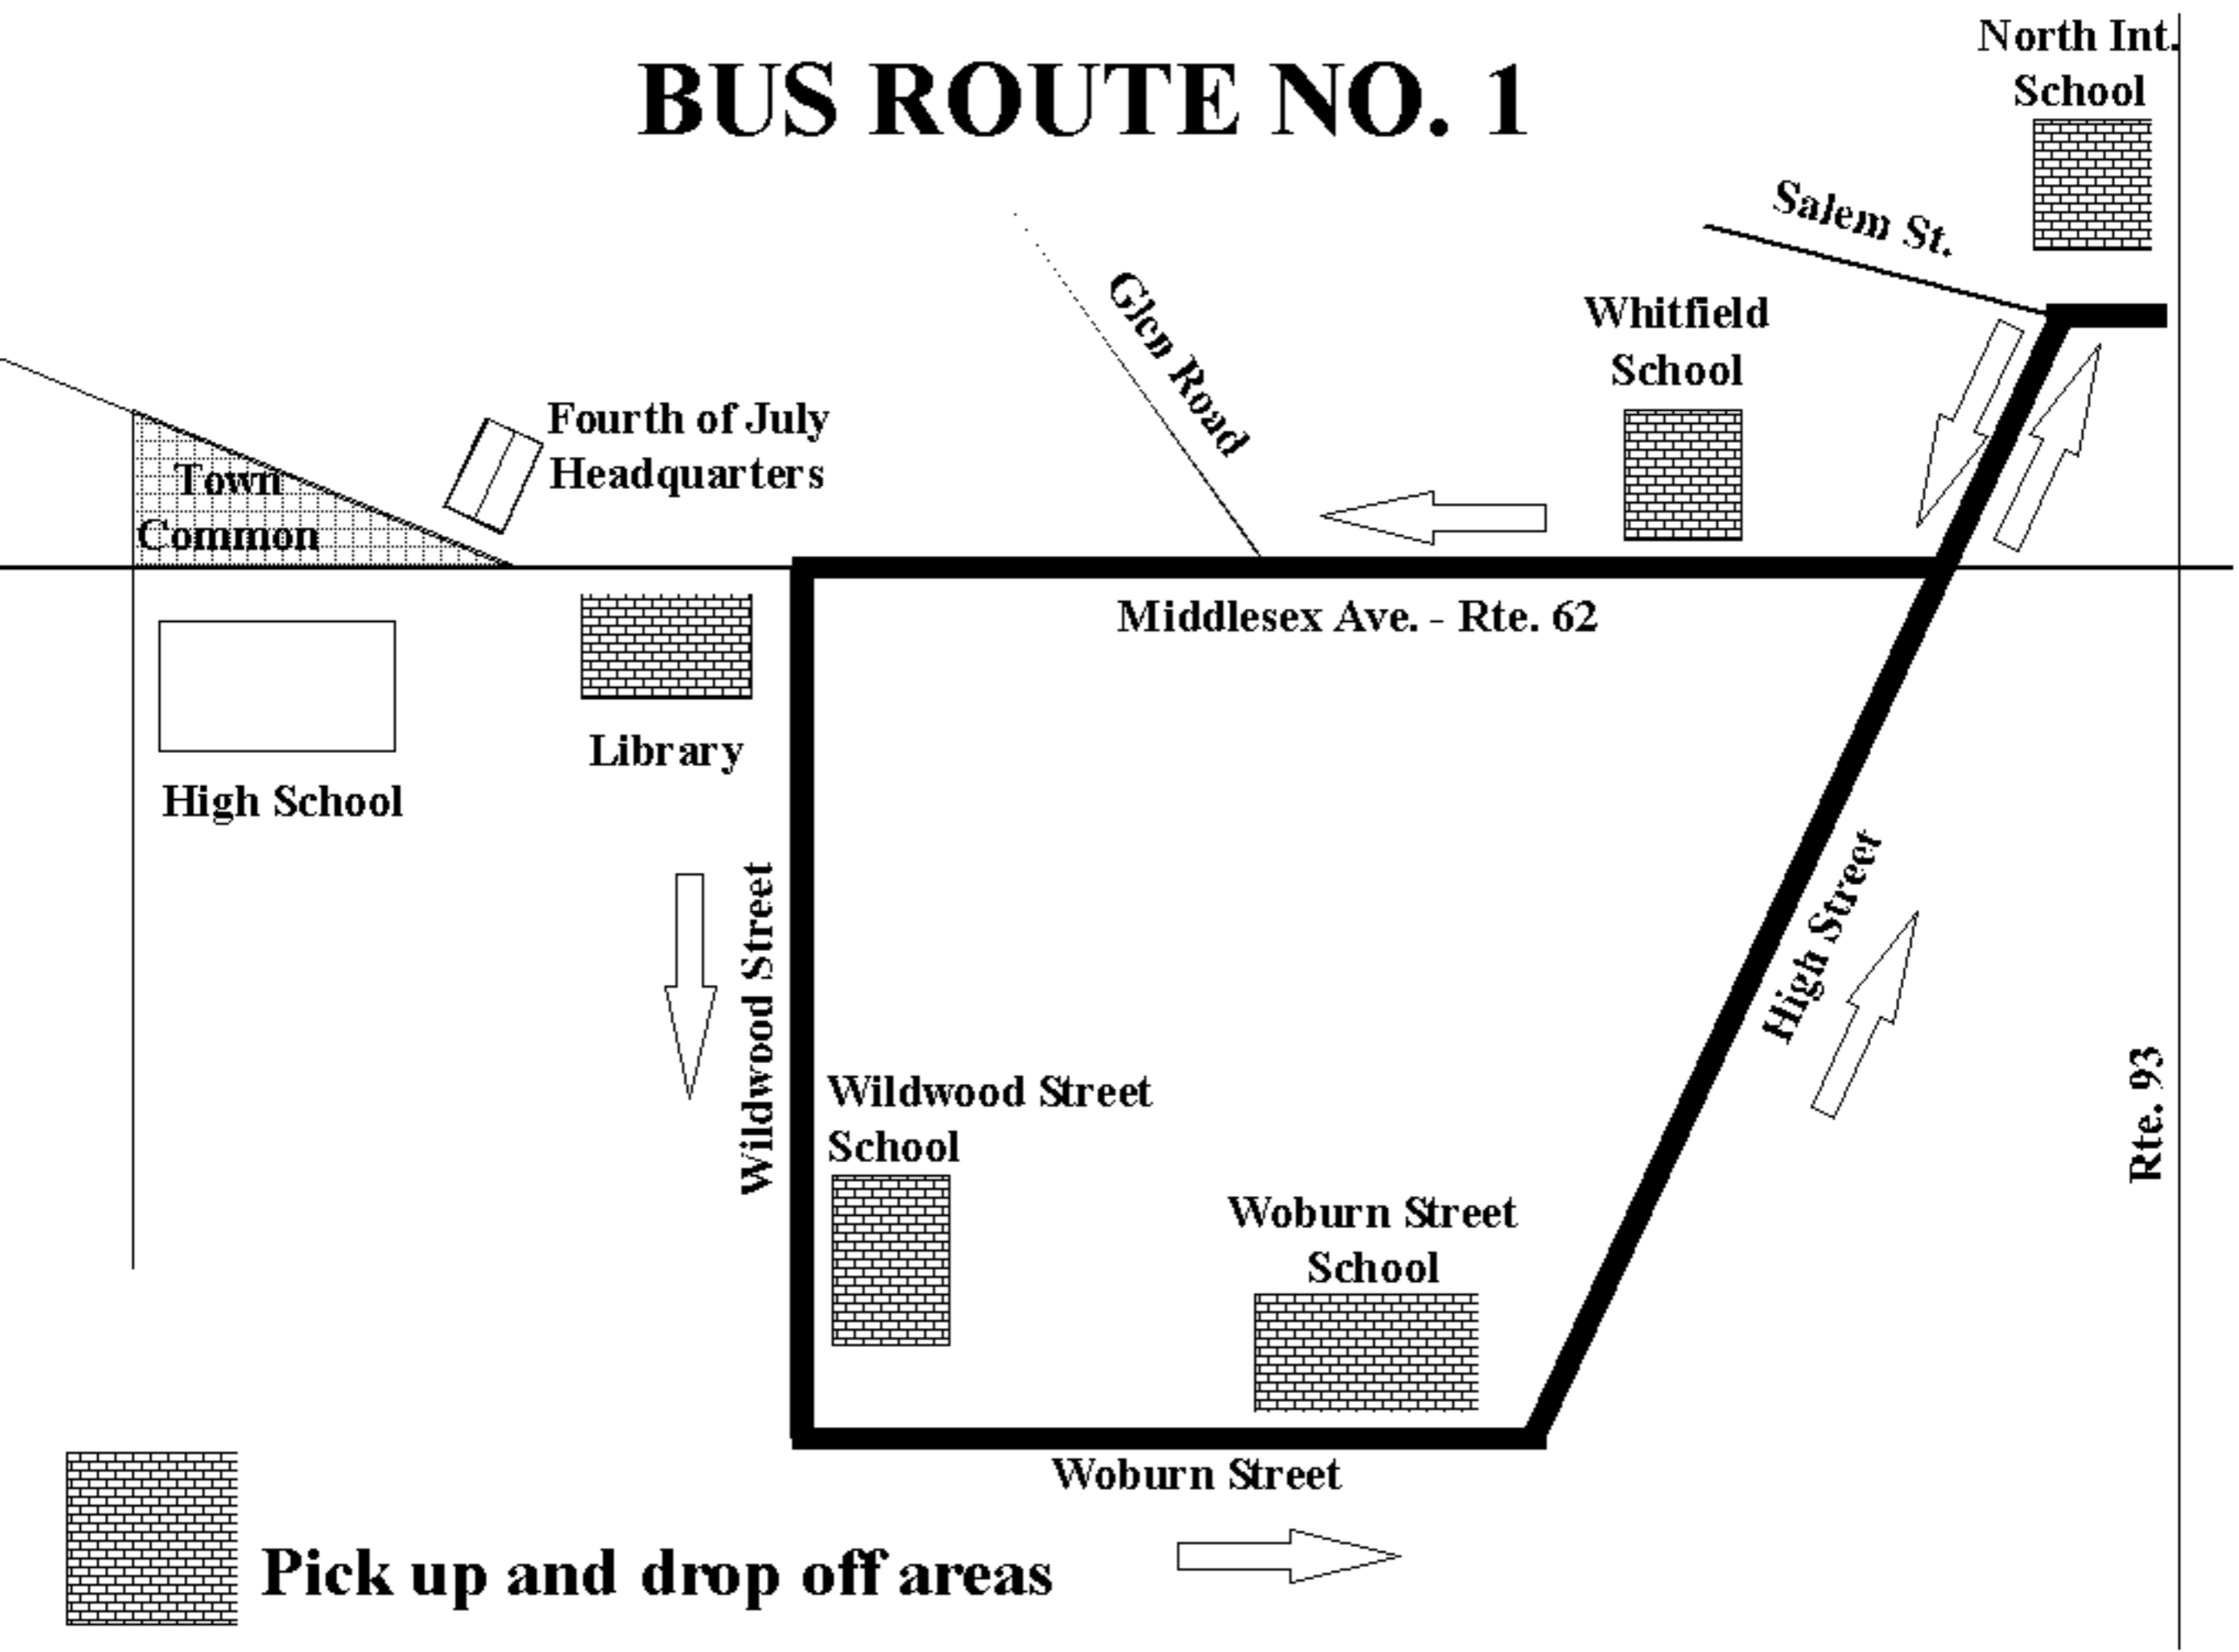 BUS ROUTE NO. 1
North Int.
School
Salem St.
Glen Road
Whitfield
School
Fourth of July
Headquarters
Town
Common
Middlesex Ave. - Rte. 62
Library
High School
Wildwood Street
High Street
Rte. 93
Wildwood Street
School
Woburn Street
School
Woburn Street
Pick up and drop off areas